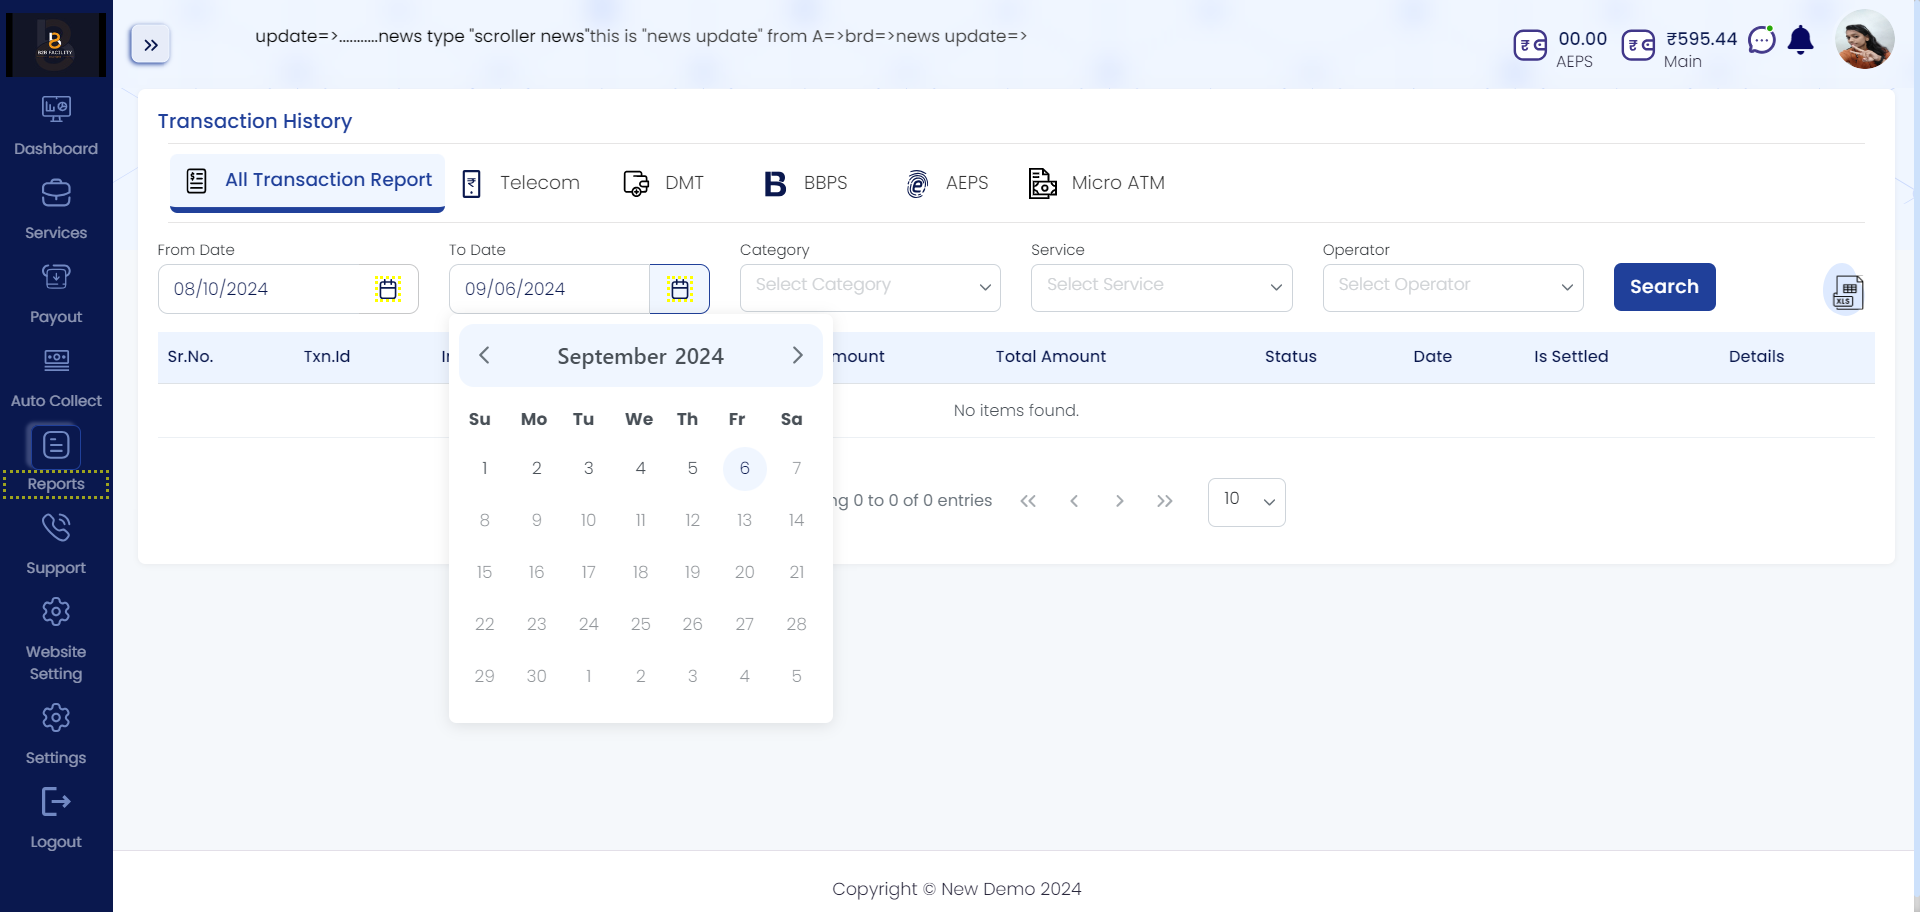 B2B FACILITY
update=>...........news type "scroller news"this is "news update" from A=>brd=>news update=>
00.00
AEPS
₹595.44
Main
Dashboard
Services
Payout
Auto Collect
Reports
Support
Website
Setting
Settings
Logout
Transaction History
All Transaction Report
Telecom
DMT
BBPS
AEPS
Micro ATM
From Date
To Date
Category
Service
Operator
08/10/2024
09/06/2024
Select Category
Select Service
Select Operator
Search
XLS
Sr.No. Txn.Id mount Total Amount Status Date Is Settled Details
No items found.
ng 0 to 0 of 0 entries
10
September 2024
Su Mo Tu We Th Fr Sa
1 2 3 4 5 6 7
8 9 10 11 12 13 14
15 16 17 18 19 20 21
22 23 24 25 26 27 28
29 30 1 2 3 4 5
Copyright © New Demo 2024